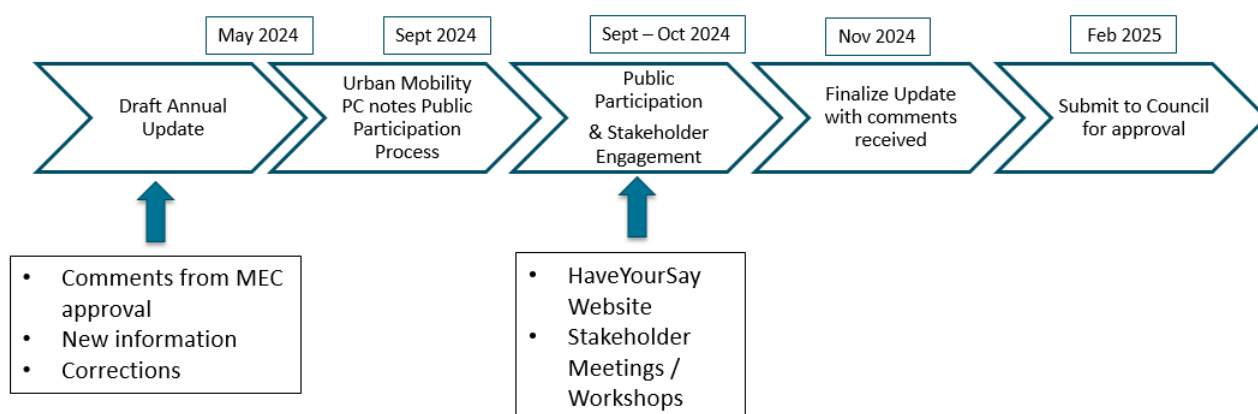 May 2024
Sept 2024
Sept – Oct 2024
Nov 2024
Feb 2025
Draft Annual
Update
Urban Mobility
PC notes Public
Participation
Process
Public
Participation
& Stakeholder
Engagement
Finalize Update
with comments
received
Submit to Council
for approval
• Comments from MEC
approval
• New information
• Corrections
• HaveYourSay
Website
• Stakeholder
Meetings /
Workshops